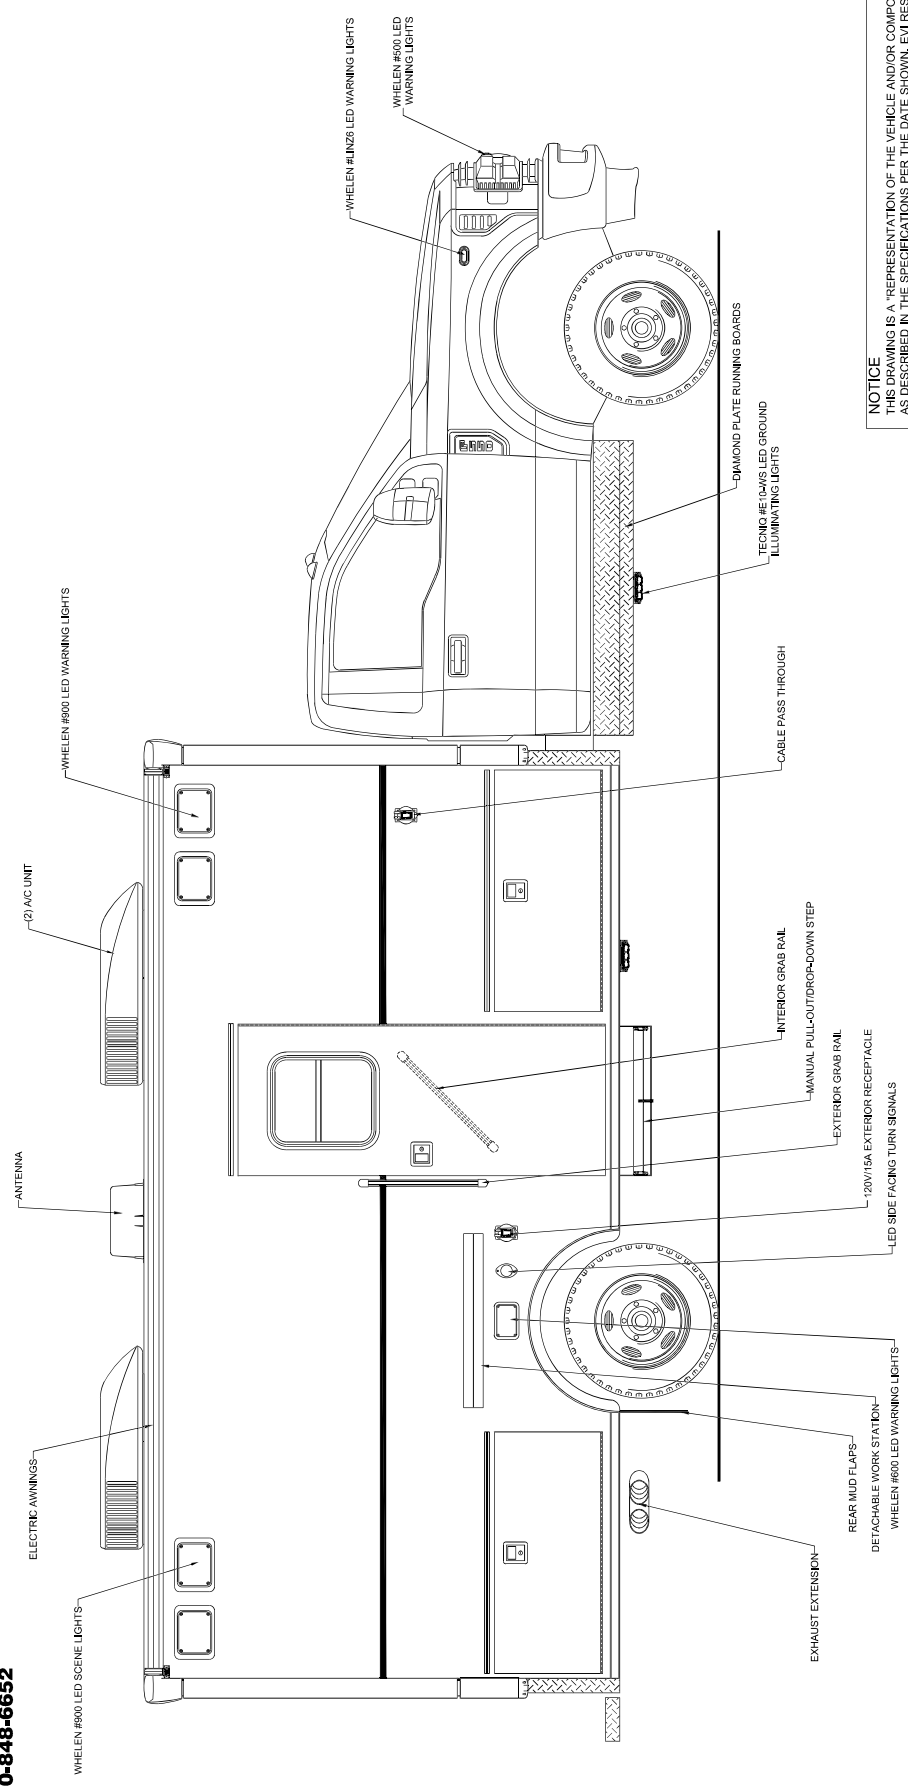 0-848-6652
WHELEN #900 LED SCENE LIGHTS
ELECTRIC AWNINGS
ANTENNA
(2) A/C UNIT
WHELEN #900 LED WARNING LIGHTS
WHELEN #LINZ6 LED WARNING LIGHTS
WHELEN #500 LED
WARNING LIGHTS
DIAMOND PLATE RUNNING BOARDS
TECNIQ #E10-WS LED GROUND
ILLUMINATING LIGHTS
CABLE PASS THROUGH
INTERIOR GRAB RAIL
MANUAL PULL-OUT/DROP-DOWN STEP
EXTERIOR GRAB RAIL
120V/15A EXTERIOR RECEPTACLE
LED SIDE FACING TURN SIGNALS
EXHAUST EXTENSION
REAR MUD FLAPS
DETACHABLE WORK STATION
WHELEN #600 LED WARNING LIGHTS
NOTICE
THIS DRAWING IS A "REPRESENTATION OF THE VEHICLE AND/OR COMPO
AS DESCRIBED IN THE SPECIFICATIONS PER THE DATE SHOWN. EVI RES